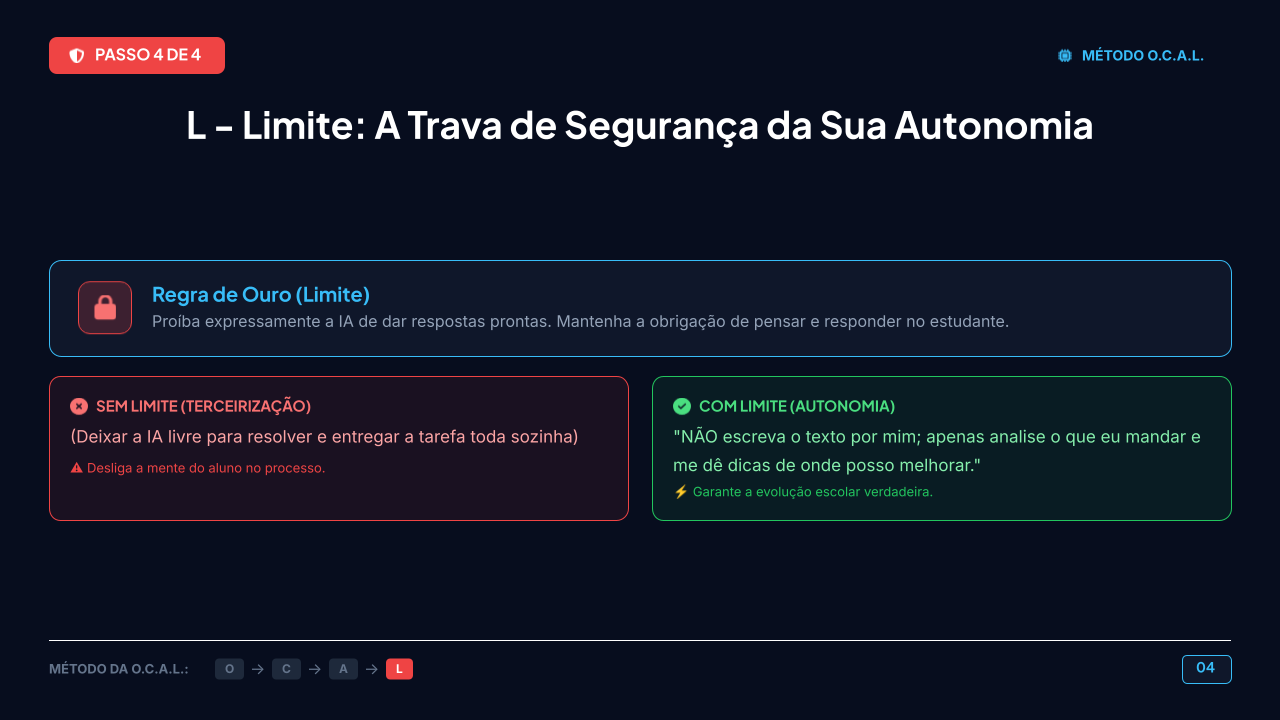 PASSO 4 DE 4
MÉTODO O.C.A.L.
L – Limite: A Trava de Segurança da Sua Autonomia
Regra de Ouro (Limite)
Proíba expressamente a IA de dar respostas prontas. Mantenha a obrigação de pensar e responder no estudante.
SEM LIMITE (TERCEIRIZAÇÃO)
(Deixar a IA livre para resolver e entregar a tarefa toda sozinha)
⚠ Desliga a mente do aluno no processo.
COM LIMITE (AUTONOMIA)
"NÃO escreva o texto por mim; apenas analise o que eu mandar e
me dê dicas de onde posso melhorar."
⚡ Garante a evolução escolar verdadeira.
MÉTODO DA O.C.A.L.: O → C → A → L
04